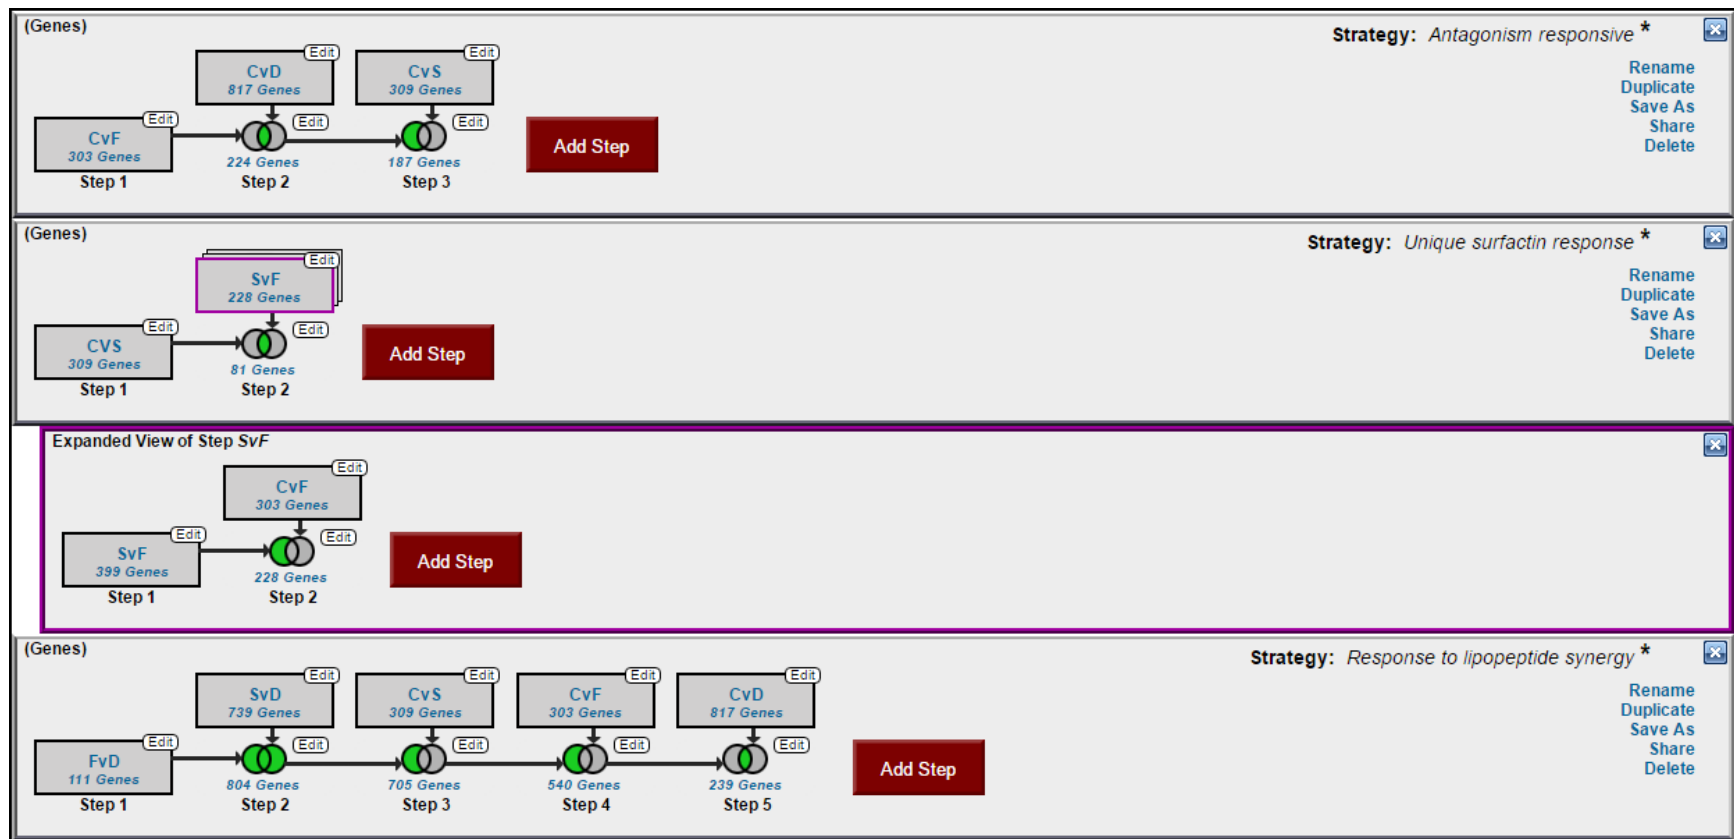 (Genes)
Strategy: Antagonism responsive *
Rename
Duplicate
Save As
Share
Delete
Edit
CvD
817 Genes
Edit
CvS
309 Genes
Edit
CvF
303 Genes
Step 1
Edit
224 Genes
Step 2
Edit
187 Genes
Step 3
Add Step
(Genes)
Strategy: Unique surfactin response *
Rename
Duplicate
Save As
Share
Delete
Edit
SvF
228 Genes
Edit
CVS
309 Genes
Step 1
Edit
81 Genes
Step 2
Add Step
Expanded View of Step SvF
Edit
CvF
303 Genes
Edit
SvF
399 Genes
Step 1
Edit
228 Genes
Step 2
Add Step
(Genes)
Strategy: Response to lipopeptide synergy *
Rename
Duplicate
Save As
Share
Delete
Edit
SvD
739 Genes
Edit
CvS
309 Genes
Edit
CvF
303 Genes
Edit
CvD
817 Genes
Edit
FvD
111 Genes
Step 1
Edit
804 Genes
Step 2
Edit
705 Genes
Step 3
Edit
540 Genes
Step 4
Edit
239 Genes
Step 5
Add Step